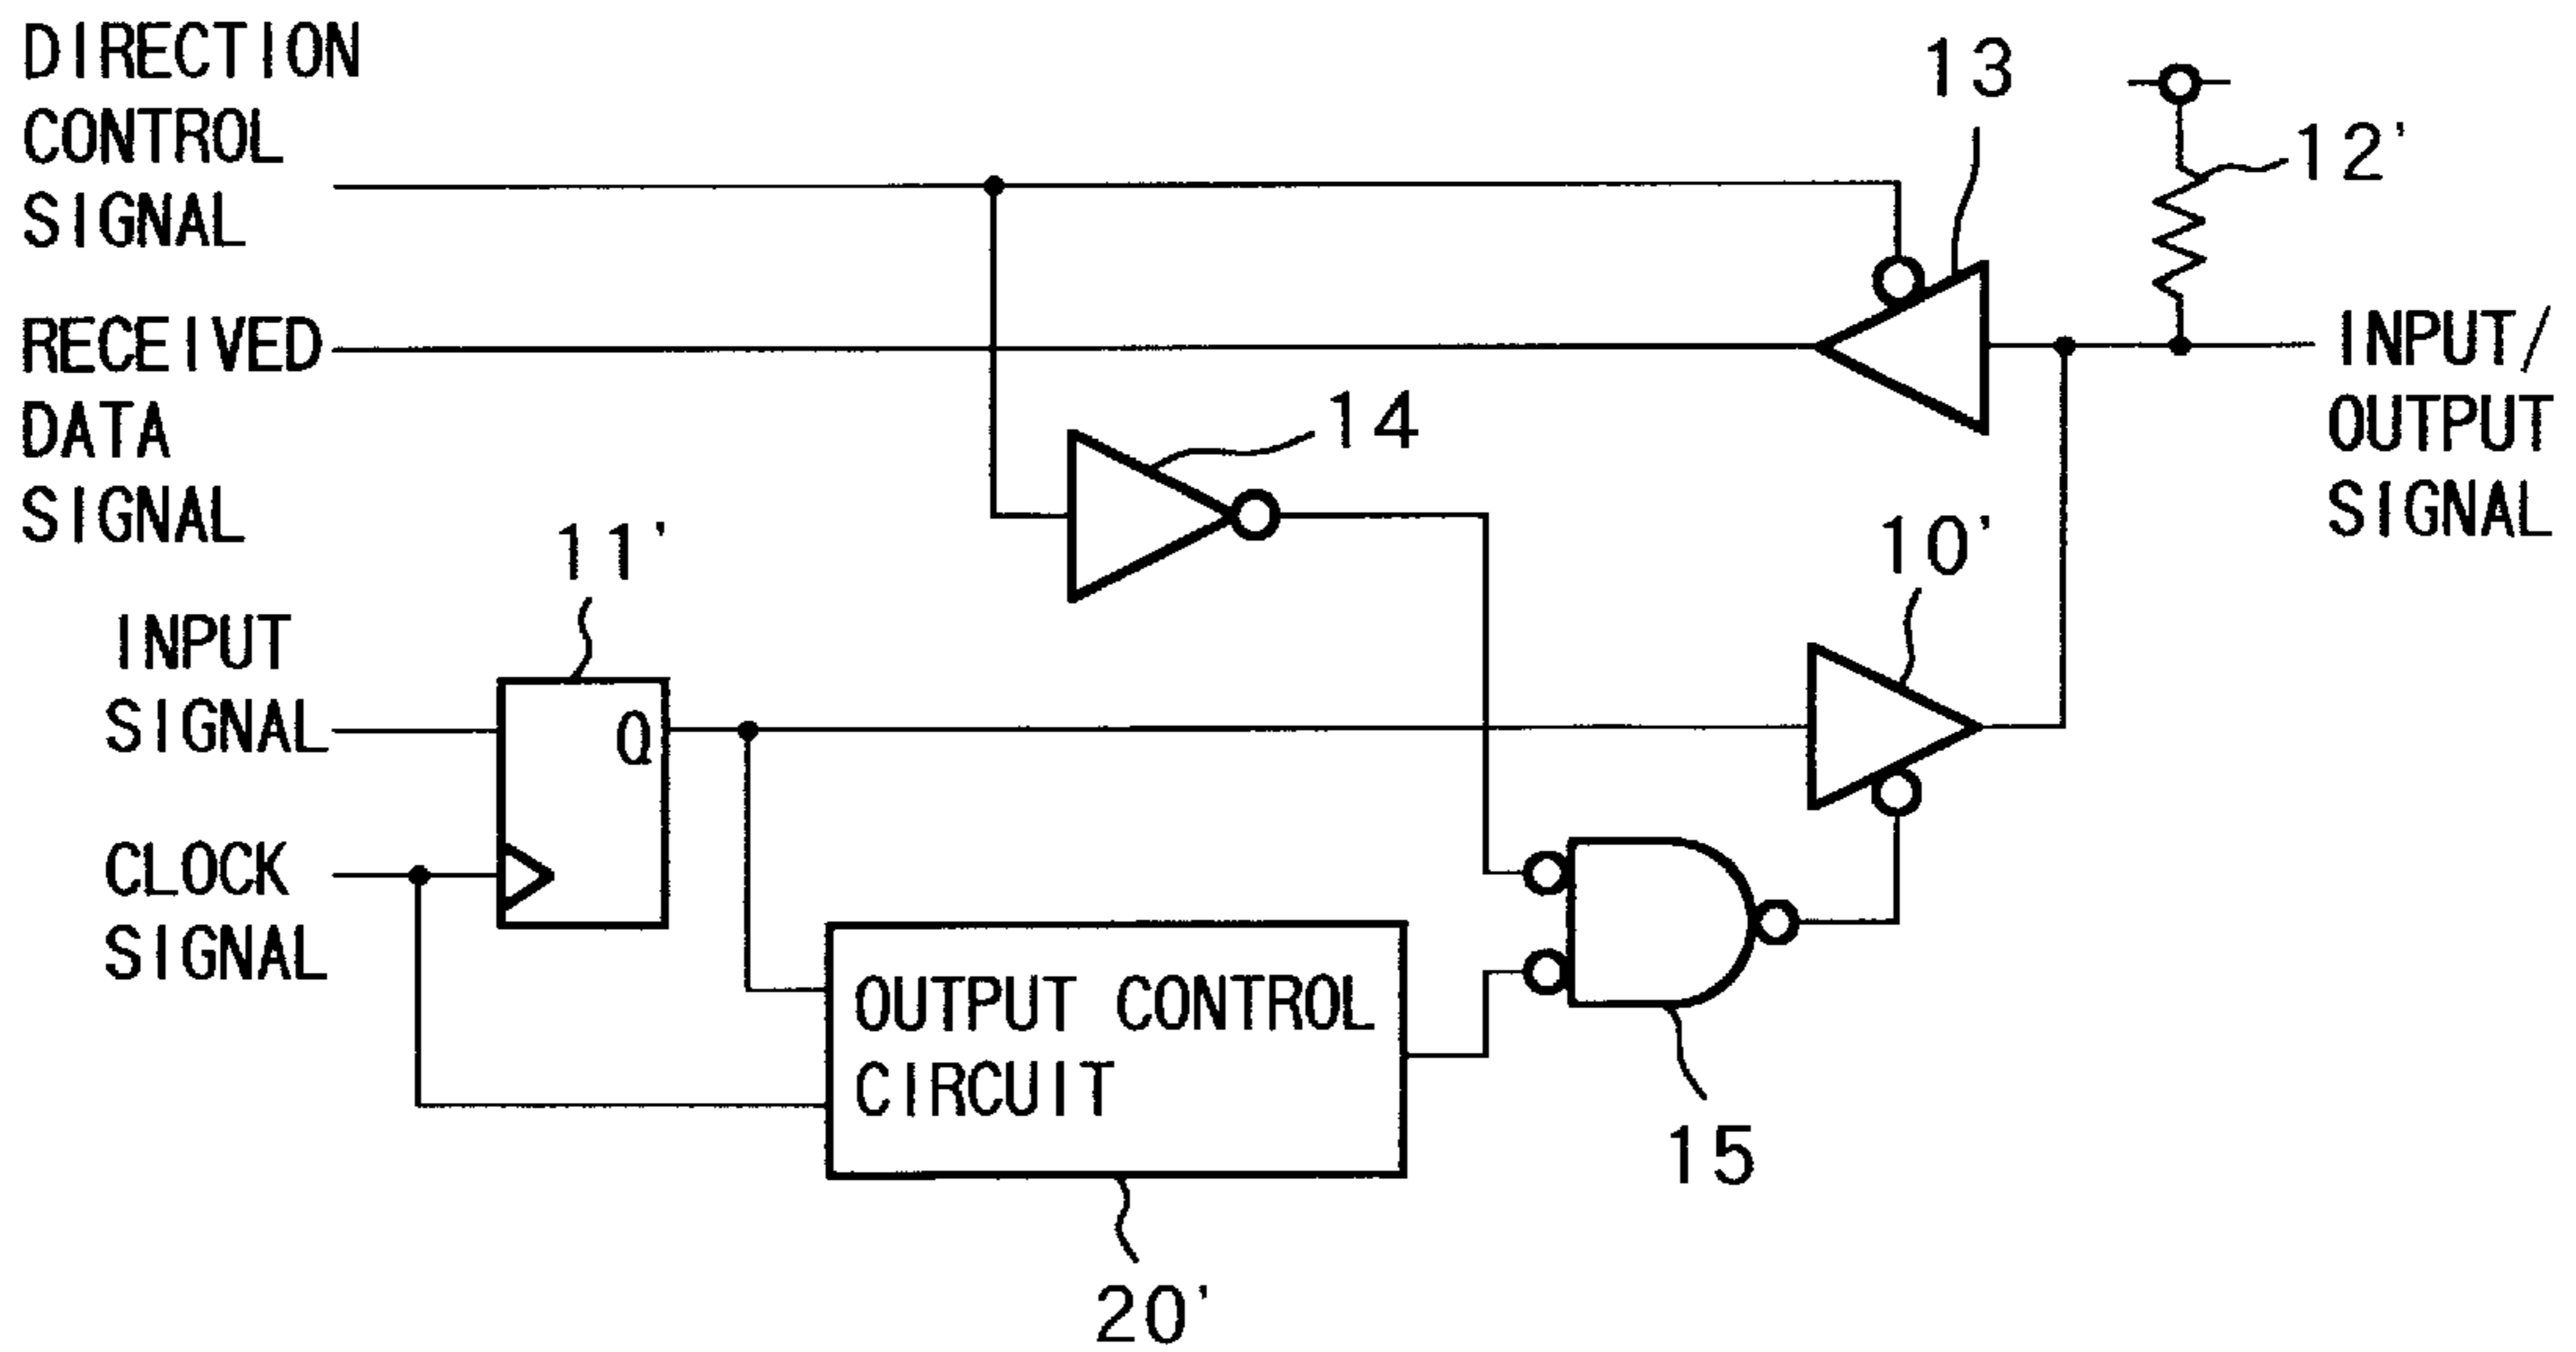 DIRECTION
CONTROL
SIGNAL
13
12'
RECEIVED
DATA
SIGNAL
INPUT/
OUTPUT
SIGNAL
14
11'
10'
INPUT
SIGNAL
Q
CLOCK
SIGNAL
OUTPUT CONTROL
CIRCUIT
15
20'